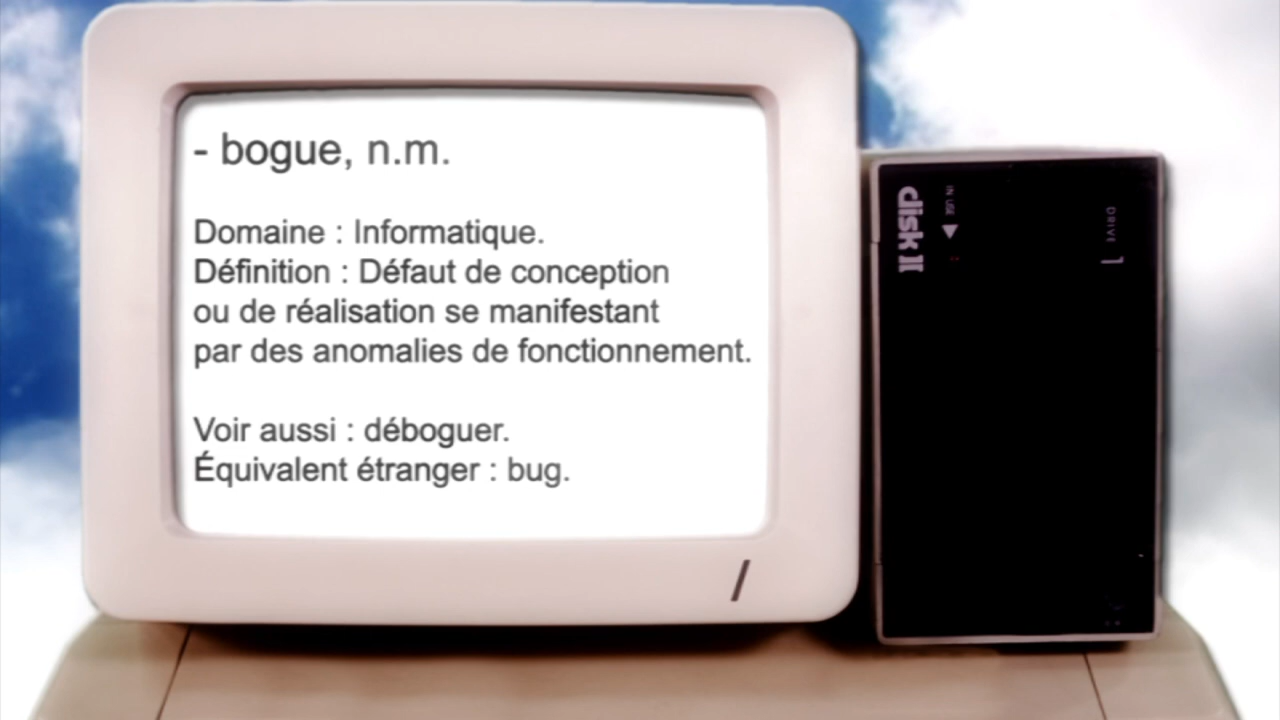 - bogue, n.m.
Domaine : Informatique.
Définition : Défaut de conception
ou de réalisation se manifestant
par des anomalies de fonctionnement.
Voir aussi : déboguer.
Équivalent étranger : bug.
disk ][
IN USE
DRIVE 1